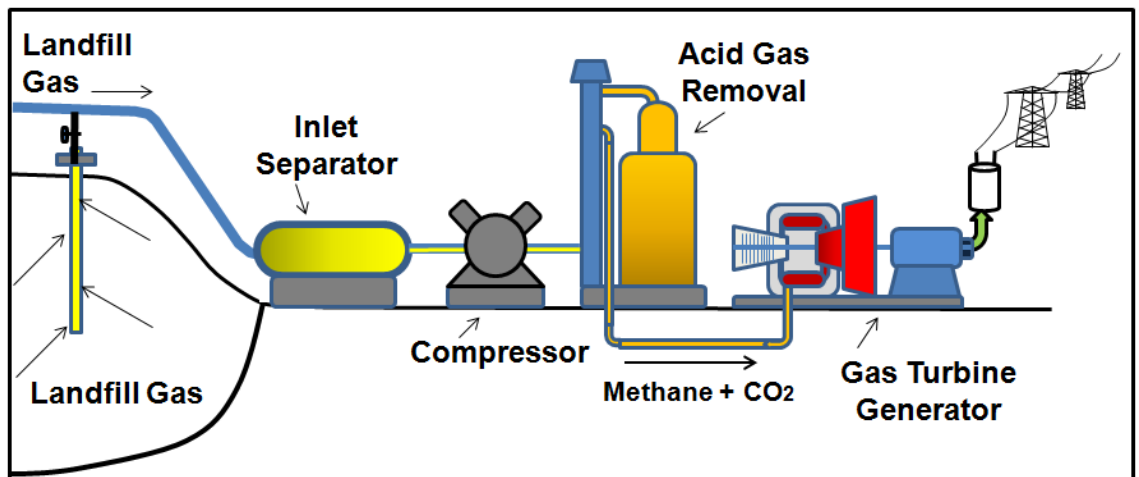 Landfill
Gas
Inlet
Separator
Acid Gas
Removal
Compressor
Landfill Gas
Methane + CO2
Gas Turbine
Generator